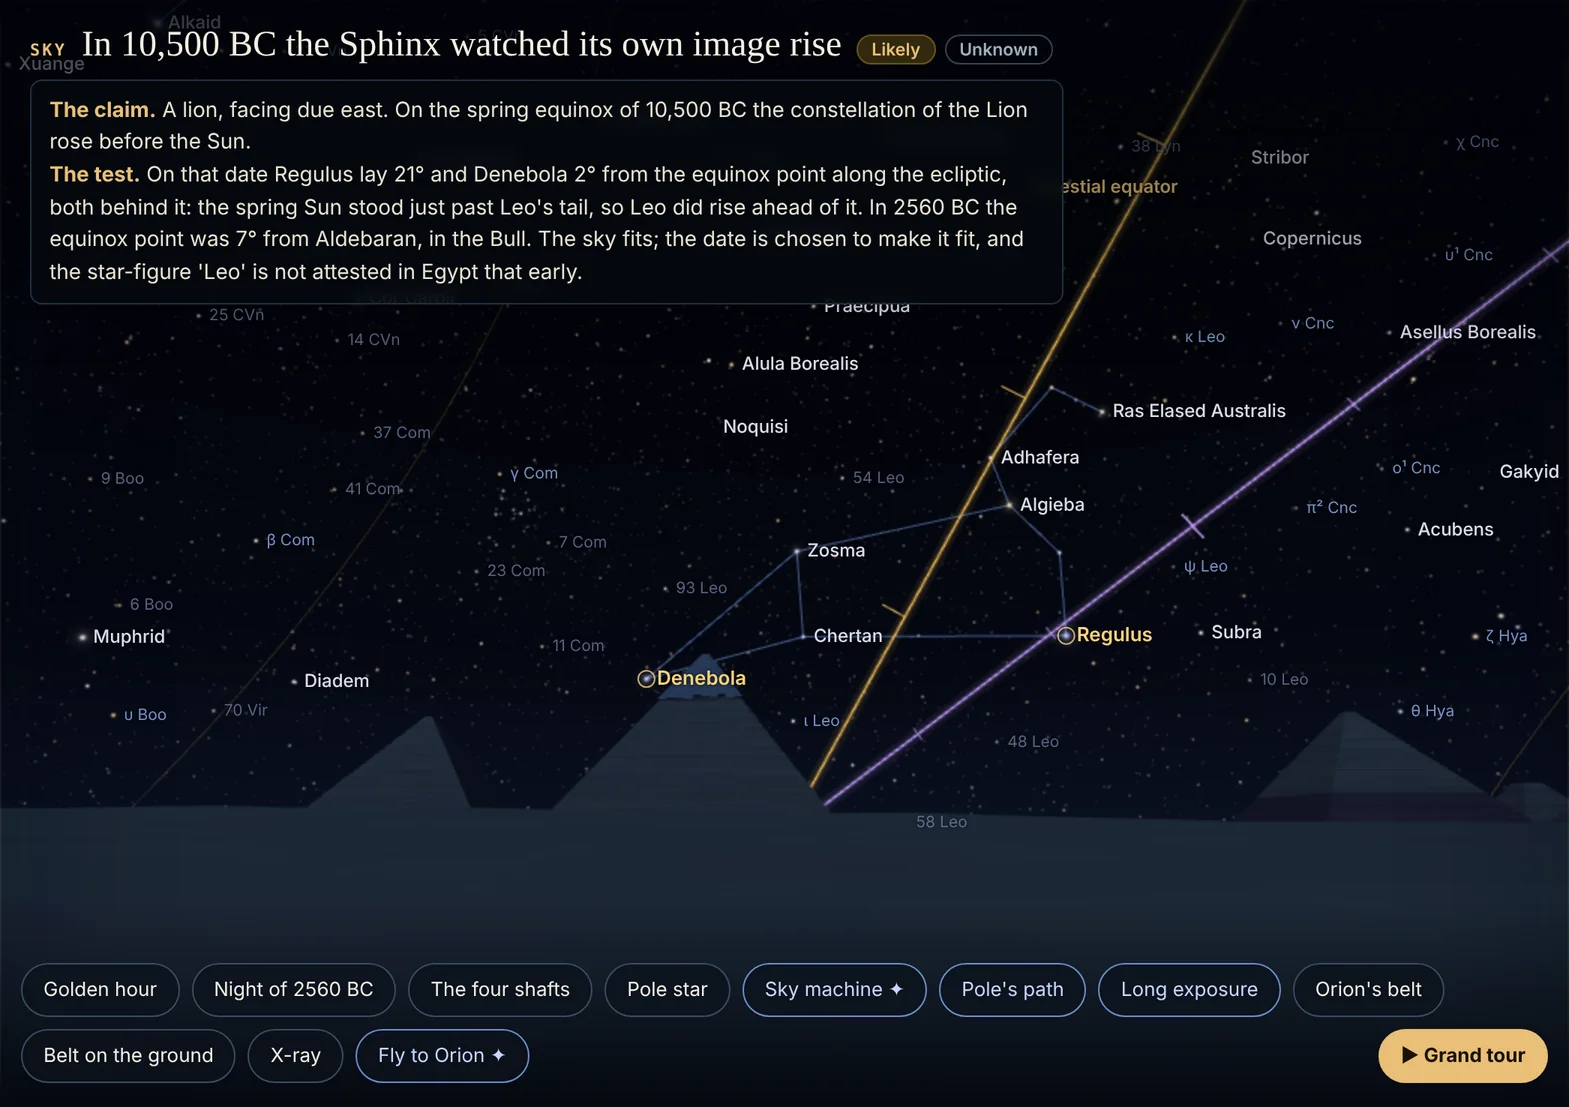 Alkaid
SKY In 10,500 BC the Sphinx watched its own image rise Likely Unknown
Xuange
The claim. A lion, facing due east. On the spring equinox of 10,500 BC the constellation of the Lion
rose before the Sun.
The test. On that date Regulus lay 21° and Denebola 2° from the equinox point along the ecliptic,
both behind it: the spring Sun stood just past Leo's tail, so Leo did rise ahead of it. In 2560 BC the
equinox point was 7° from Aldebaran, in the Bull. The sky fits; the date is chosen to make it fit, and
the star-figure 'Leo' is not attested in Egypt that early.
38 Lyn
Stribor
χ Cnc
estial equator
Copernicus
υ¹ Cnc
Cor Caroli
25 CVn
Praecipua
14 CVn
κ Leo
ν Cnc
Asellus Borealis
Alula Borealis
Ras Elased Australis
Noquisi
37 Com
Adhafera
9 Boo
γ Com
54 Leo
ο¹ Cnc
Gakyid
41 Com
Algieba
π² Cnc
Acubens
β Com
7 Com
Zosma
23 Com
ψ Leo
93 Leo
6 Boo
Muphrid
Chertan
Regulus
Subra
ζ Hya
11 Com
Diadem
Denebola
10 Leo
υ Boo
70 Vir
ι Leo
θ Hya
48 Leo
58 Leo
Golden hour
Night of 2560 BC
The four shafts
Pole star
Sky machine ✦
Pole's path
Long exposure
Orion's belt
Belt on the ground
X-ray
Fly to Orion ✦
▶ Grand tour